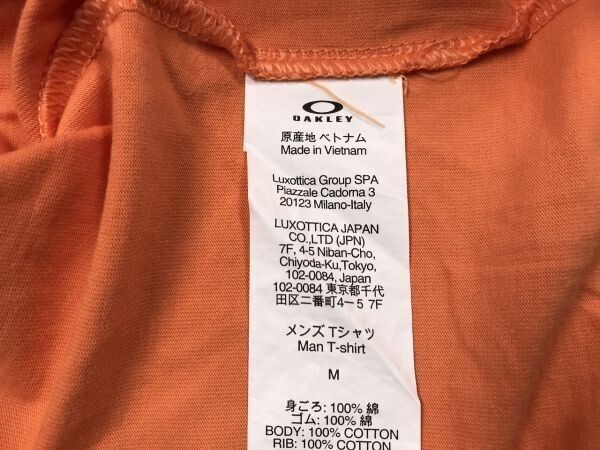 OAKLEY
原産地 ベトナム
Made in Vietnam
Luxottica Group SPA
Piazzale Cadorna 3
20123 Milano-Italy
LUXOTTICA JAPAN
CO.,LTD (JPN)
7F, 4-5 Niban-Cho,
Chiyoda-Ku,Tokyo,
102-0084, Japan
102-0084 東京都千代
田区二番町4－5 7F
メンズ Tシャツ
Man T-shirt
M
身ごろ: 100% 綿
ゴム: 100% 綿
BODY: 100% COTTON
RIB: 100% COTTON